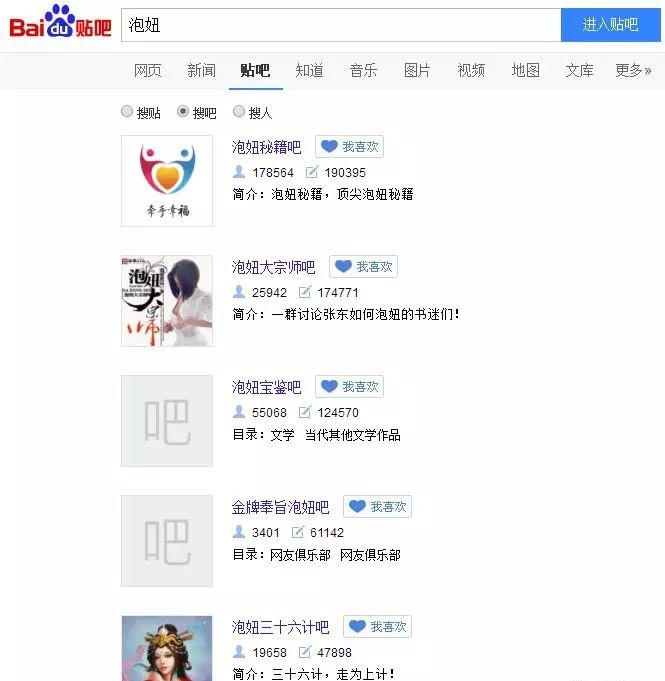 Bai du 贴吧 泡妞 进入贴吧
网页 新闻 贴吧 知道 音乐 图片 视频 地图 文库 更多»
搜贴 搜吧 搜人
泡妞秘籍吧 我喜欢
178564 190395
简介：泡妞秘籍，顶尖泡妞秘籍
牵手幸福
泡妞大宗师吧 我喜欢
25942 174771
简介：一群讨论张东如何泡妞的书迷们！
泡妞
大宗师
泡妞宝鉴吧 我喜欢
55068 124570
目录：文学 当代其他文学作品
吧
金牌奉旨泡妞吧 我喜欢
3401 61142
目录：网友俱乐部 网友俱乐部
吧
泡妞三十六计吧 我喜欢
19658 47898
简介：三十六计，走为上计！